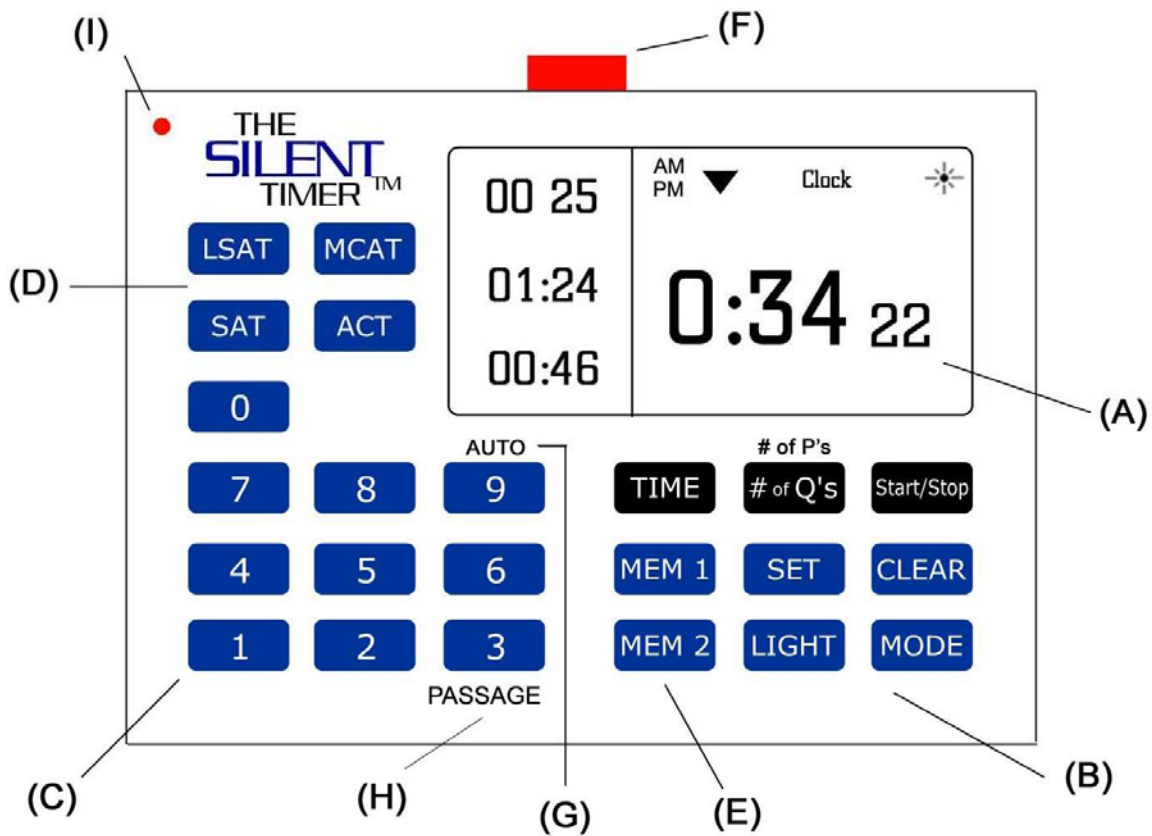 (I)
(F)
THE
SILENT
TIMER™
00 25
01:24
00:46
AM
PM
Clock
0:34 22
LSAT MCAT
(D)
SAT ACT
(A)
0
AUTO
# of P's
7 8 9
TIME # of Q's Start/Stop
4 5 6
MEM 1 SET CLEAR
1 2 3
MEM 2 LIGHT MODE
PASSAGE
(C)
(H)
(G)
(E)
(B)